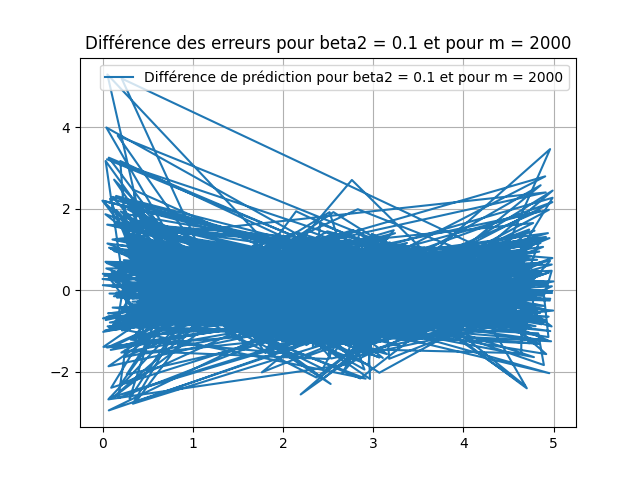 Différence des erreurs pour beta2 = 0.1 et pour m = 2000
Différence de prédiction pour beta2 = 0.1 et pour m = 2000
4
2
0
−2
0 1 2 3 4 5